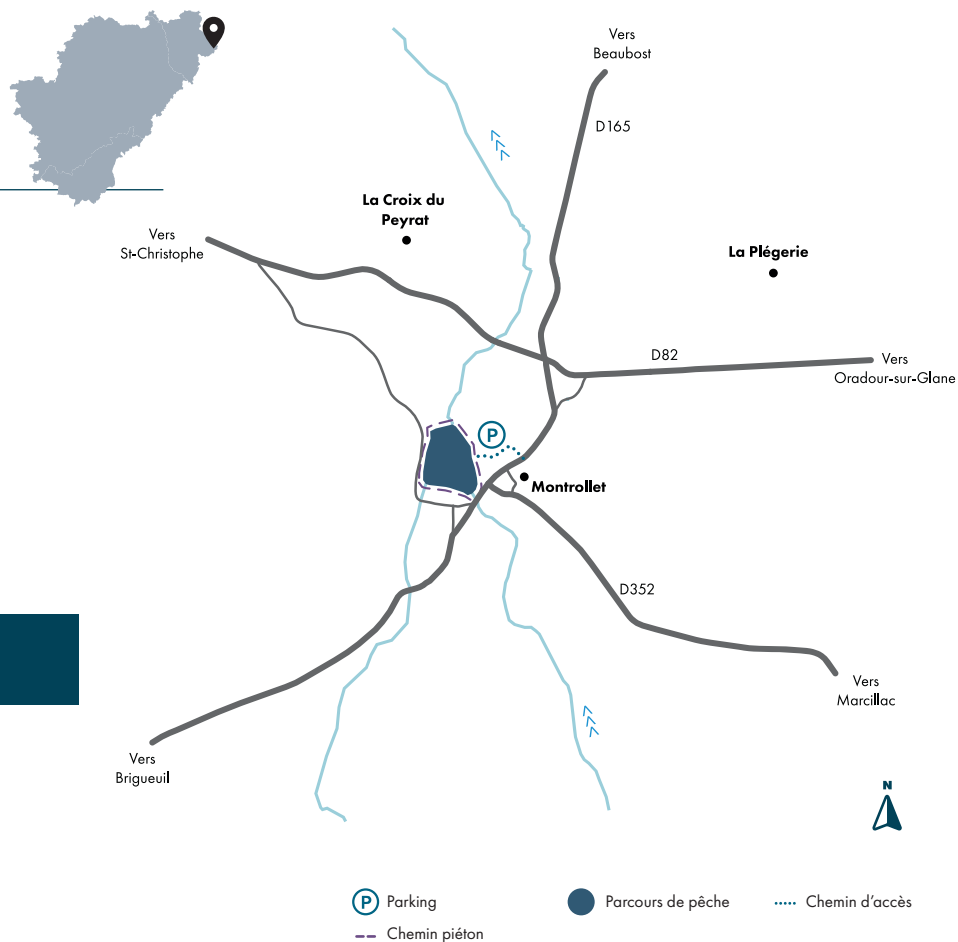 Vers
Beaubost
D165
La Croix du
Peyrat
Vers
St-Christophe
La Plégerie
D82
Vers
Oradour-sur-Glane
P
Montrollet
D352
Vers
Marcillac
Vers
Brigueuil
N
P Parking
Parcours de pêche
Chemin d'accès
Chemin piéton